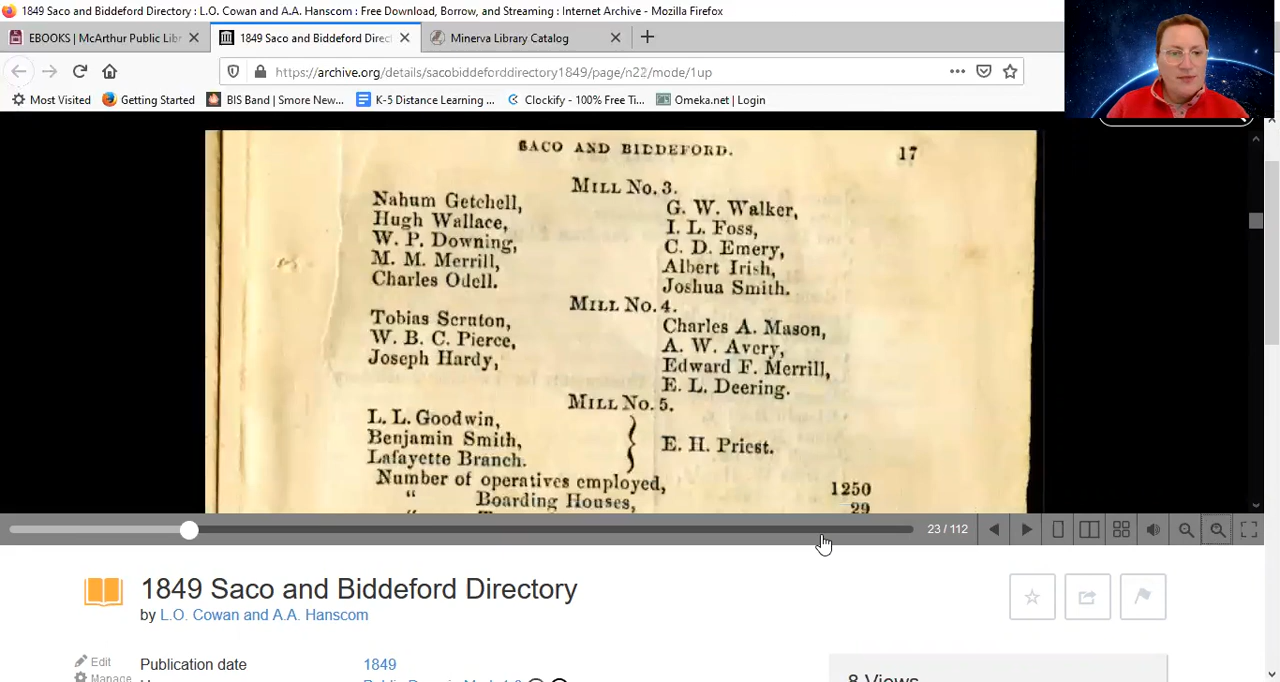 1849 Saco and Biddeford Directory : L.O. Cowan and A.A. Hanscom : Free Download, Borrow, and Streaming : Internet Archive - Mozilla Firefox
EBOOKS | McArthur Public Libr
1849 Saco and Biddeford Direct
Minerva Library Catalog
https://archive.org/details/sacobiddeforddirectory1849/page/n22/mode/1up
Most Visited
Getting Started
BIS Band | Smore New...
K-5 Distance Learning ...
Clockify - 100% Free Ti...
Omeka.net | Login
SACO AND BIDDEFORD. 17
MILL NO. 3.
Nahum Getchell, G. W. Walker,
Hugh Wallace, I. L. Foss,
W. P. Downing, C. D. Emery,
M. M. Merrill, Albert Irish,
Charles Odell. Joshua Smith.
MILL NO. 4.
Tobias Scruton, Charles A. Mason,
W. B. C. Pierce, A. W. Avery,
Joseph Hardy, Edward F. Merrill,
E. L. Deering.
MILL NO. 5.
L. L. Goodwin,
Benjamin Smith, } E. H. Priest.
Lafayette Branch.
Number of operatives employed, 1250
“ Boarding Houses, 29
23 / 112
1849 Saco and Biddeford Directory
by L.O. Cowan and A.A. Hanscom
Edit
Publication date 1849
Manage
8 Views